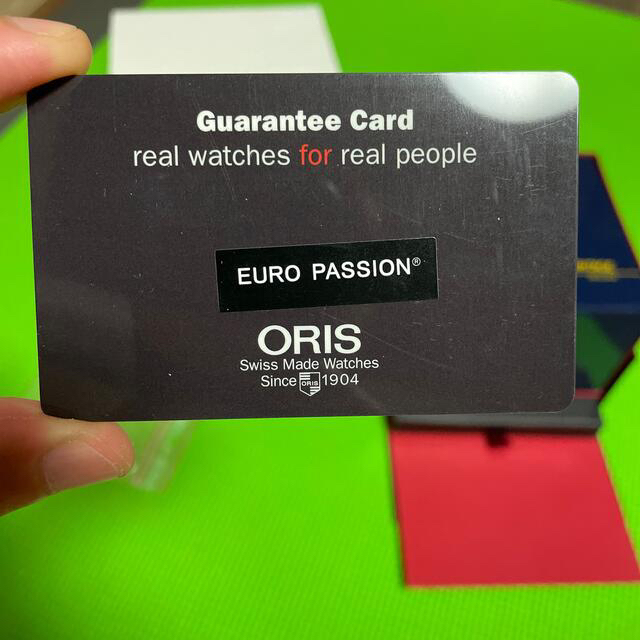 Guarantee Card
real watches for real people
EURO PASSION®
ORIS
Swiss Made Watches
Since ORIS 1904